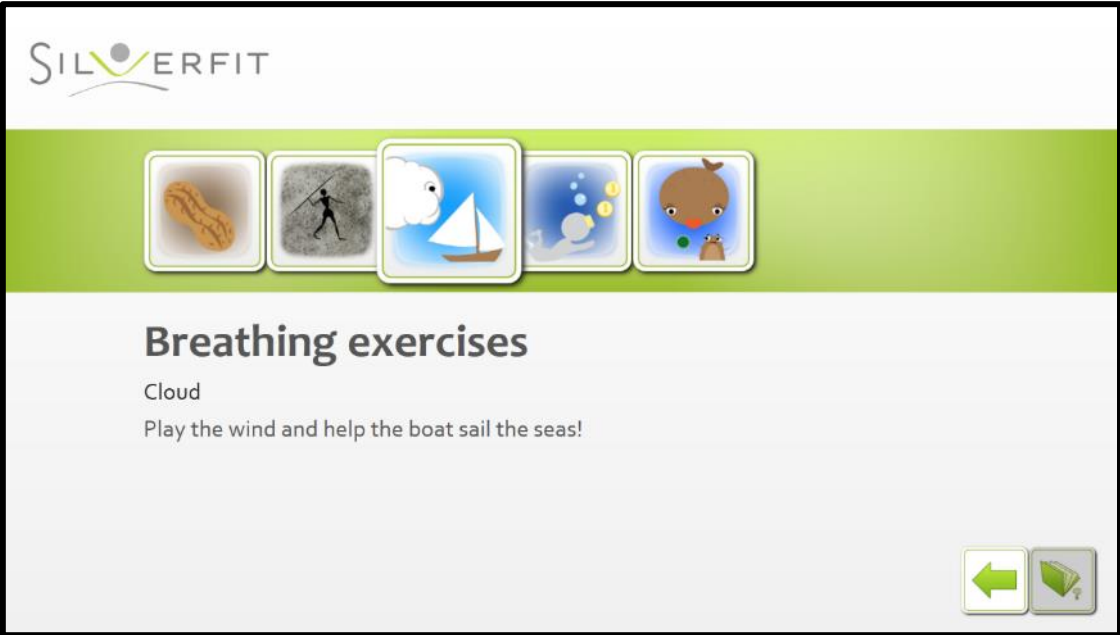 SILVERFIT
Breathing exercises
Cloud
Play the wind and help the boat sail the seas!